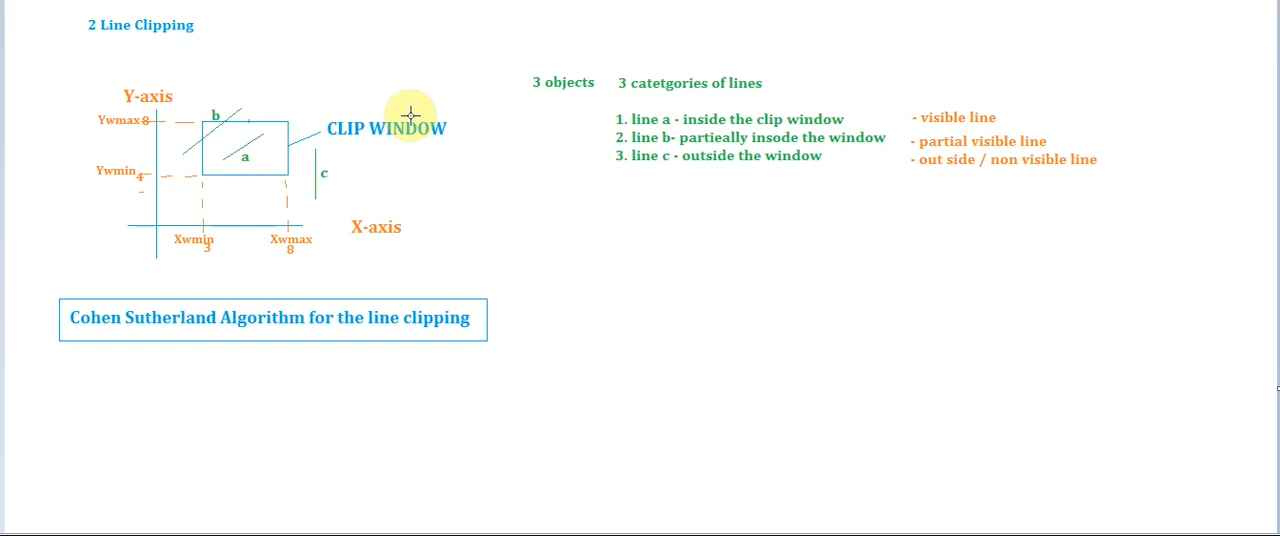 2 Line Clipping
3 objects
3 catetgories of lines
Y-axis
Ywmax 8
b
CLIP WINDOW
a
c
Ywmin 4
Xwmin
3
Xwmax
8
X-axis
1. line a - inside the clip window
- visible line
2. line b- partieally insode the window
- partial visible line
3. line c - outside the window
- out side / non visible line
Cohen Sutherland Algorithm for the line clipping